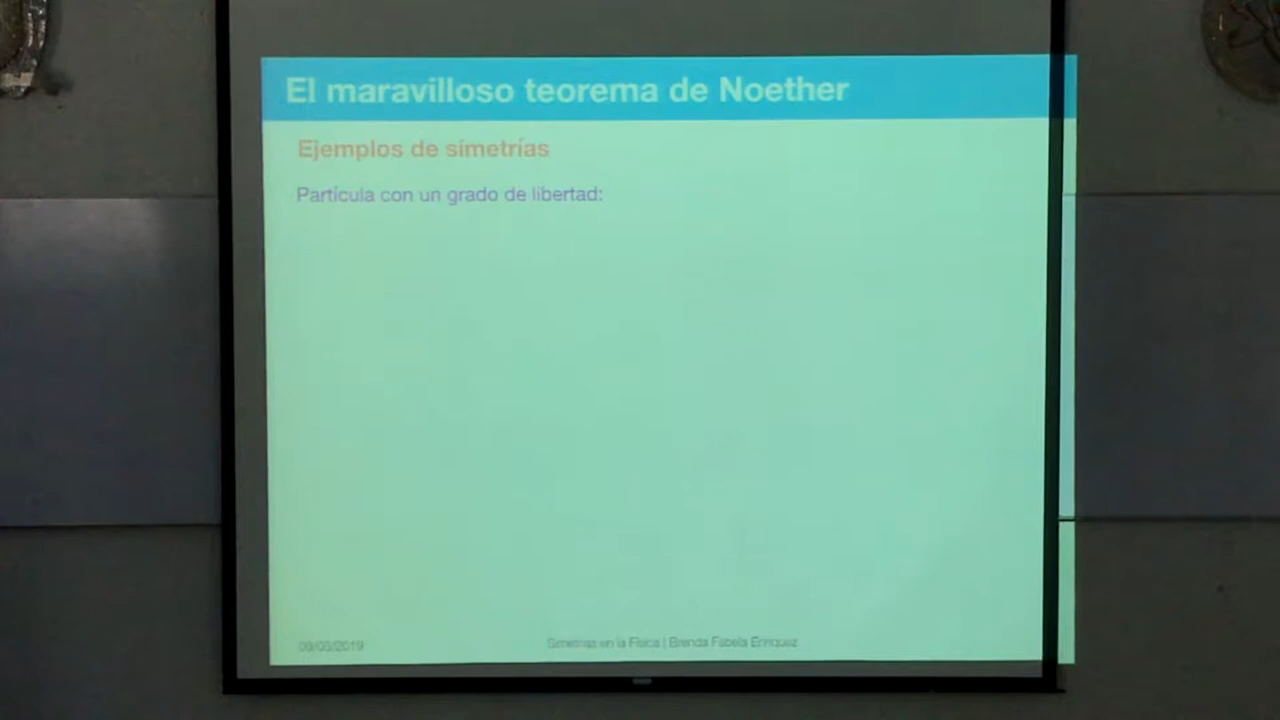 El maravilloso teorema de Noether
Ejemplos de simetrías
Partícula con un grado de libertad:
09/05/2019
Simetrías en la Física | Brenda Fabela Enríquez